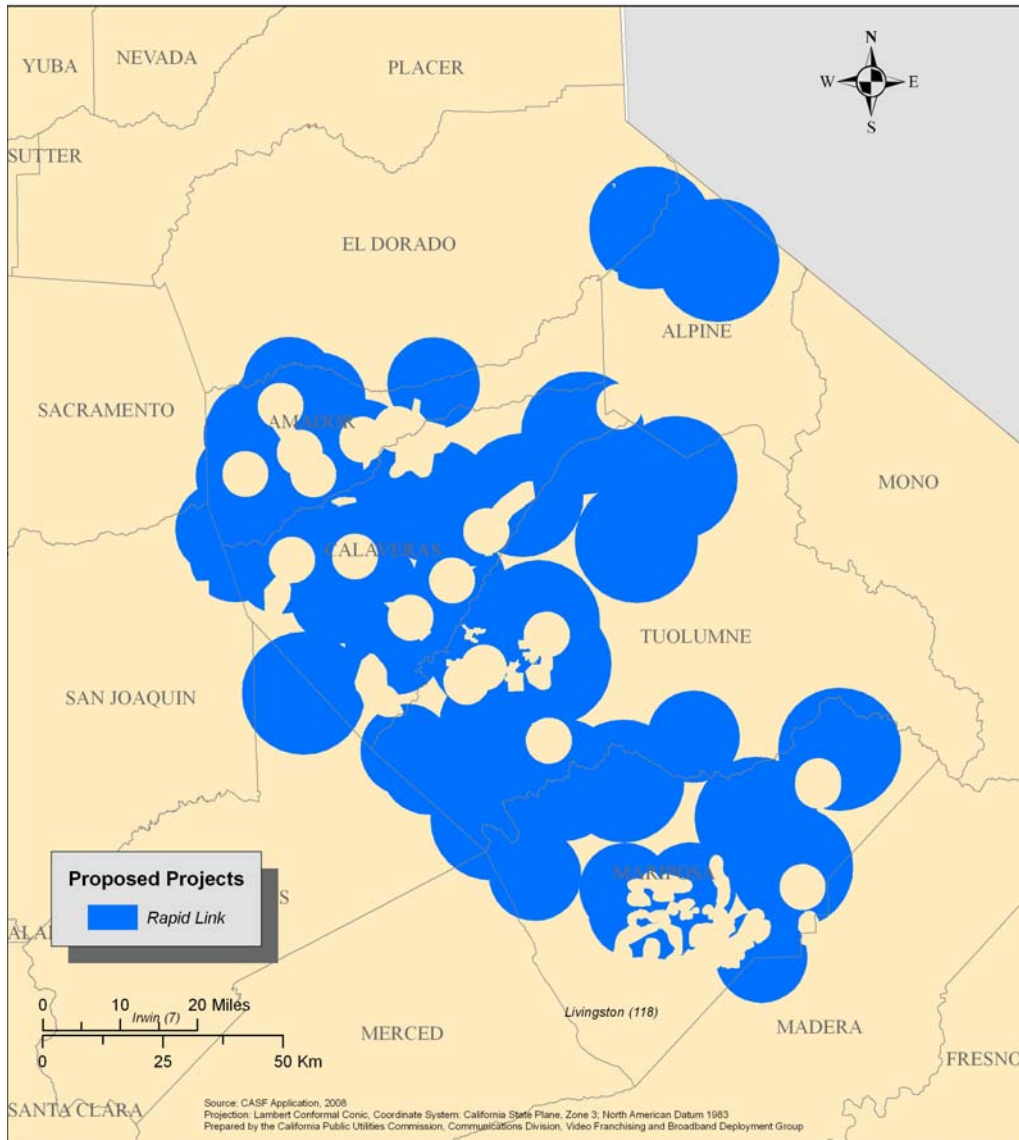 YUBA
NEVADA
PLACER
N
W E
S
SUTTER
EL DORADO
ALPINE
SACRAMENTO
AMADOR
MONO
CALAVERAS
TUOLUMNE
SAN JOAQUIN
MARIPOSA
Proposed Projects
Rapid Link
S
ALA
0 10 20 Miles
Irwin (7)
0 25 50 Km
Livingston (118)
MERCED
MADERA
FRESNO
SANTA CLARA
Source: CASF Application, 2008
Projection: Lambert Conformal Conic, Coordinate System: California State Plane, Zone 3; North American Datum 1983
Prepared by the California Public Utilities Commission, Communications Division, Video Franchising and Broadband Deployment Group